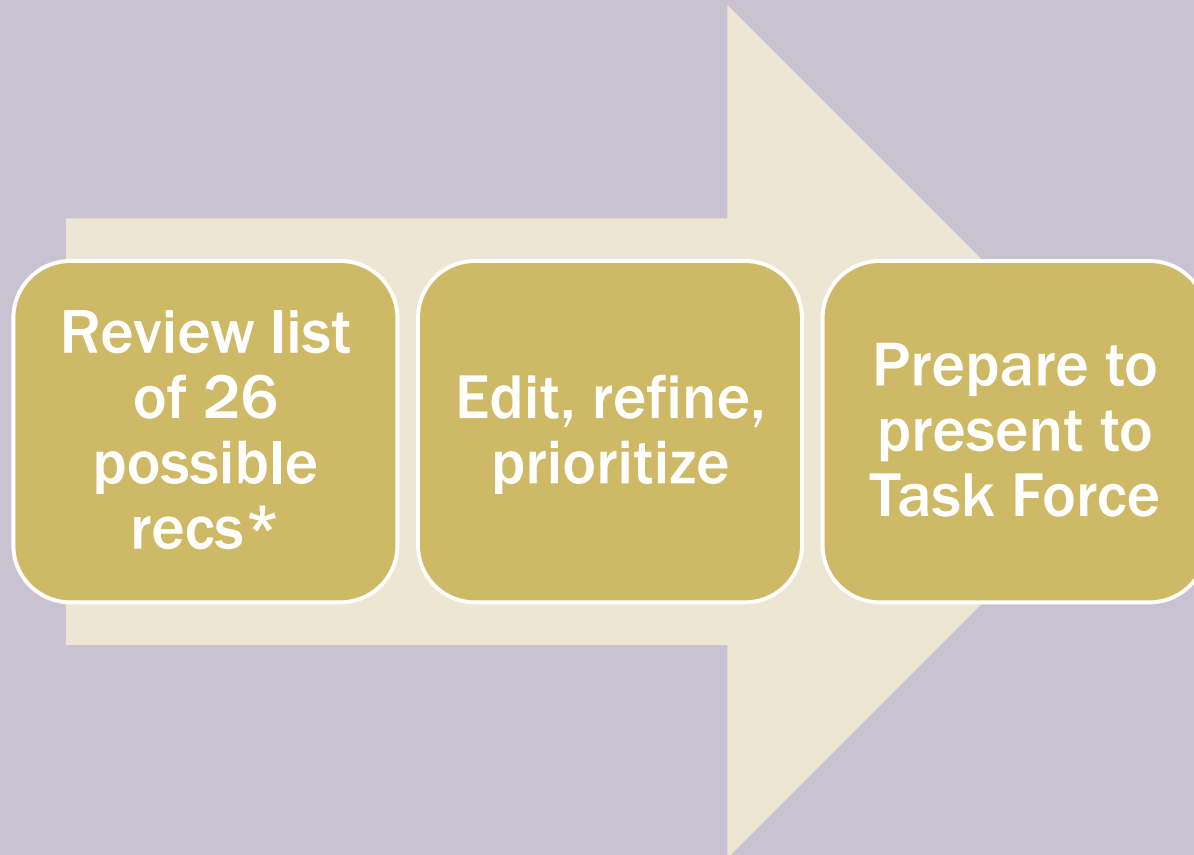 Review list
of 26
possible
recs*
Edit, refine,
prioritize
Prepare to
present to
Task Force